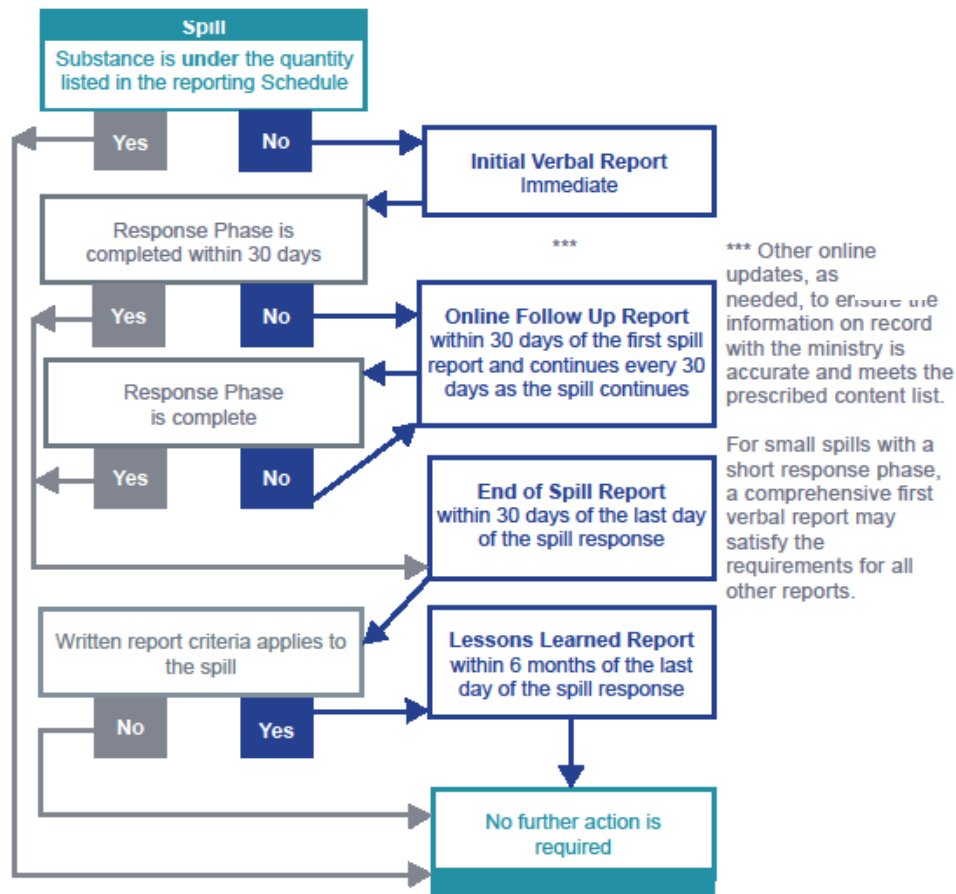 Spill
Substance is under the quantity
listed in the reporting Schedule
Yes
No
Initial Verbal Report
Immediate
Response Phase is
completed within 30 days
***
Yes
No
Online Follow Up Report
within 30 days of the first spill
report and continues every 30
days as the spill continues
*** Other online
updates, as
needed, to ensure the
information on record
with the ministry is
accurate and meets the
prescribed content list.
Response Phase
is complete
Yes
No
For small spills with a
short response phase,
a comprehensive first
verbal report may
satisfy the
requirements for all
other reports.
End of Spill Report
within 30 days of the last day
of the spill response
Written report criteria applies to
the spill
No
Yes
Lessons Learned Report
within 6 months of the last
day of the spill response
No further action is
required